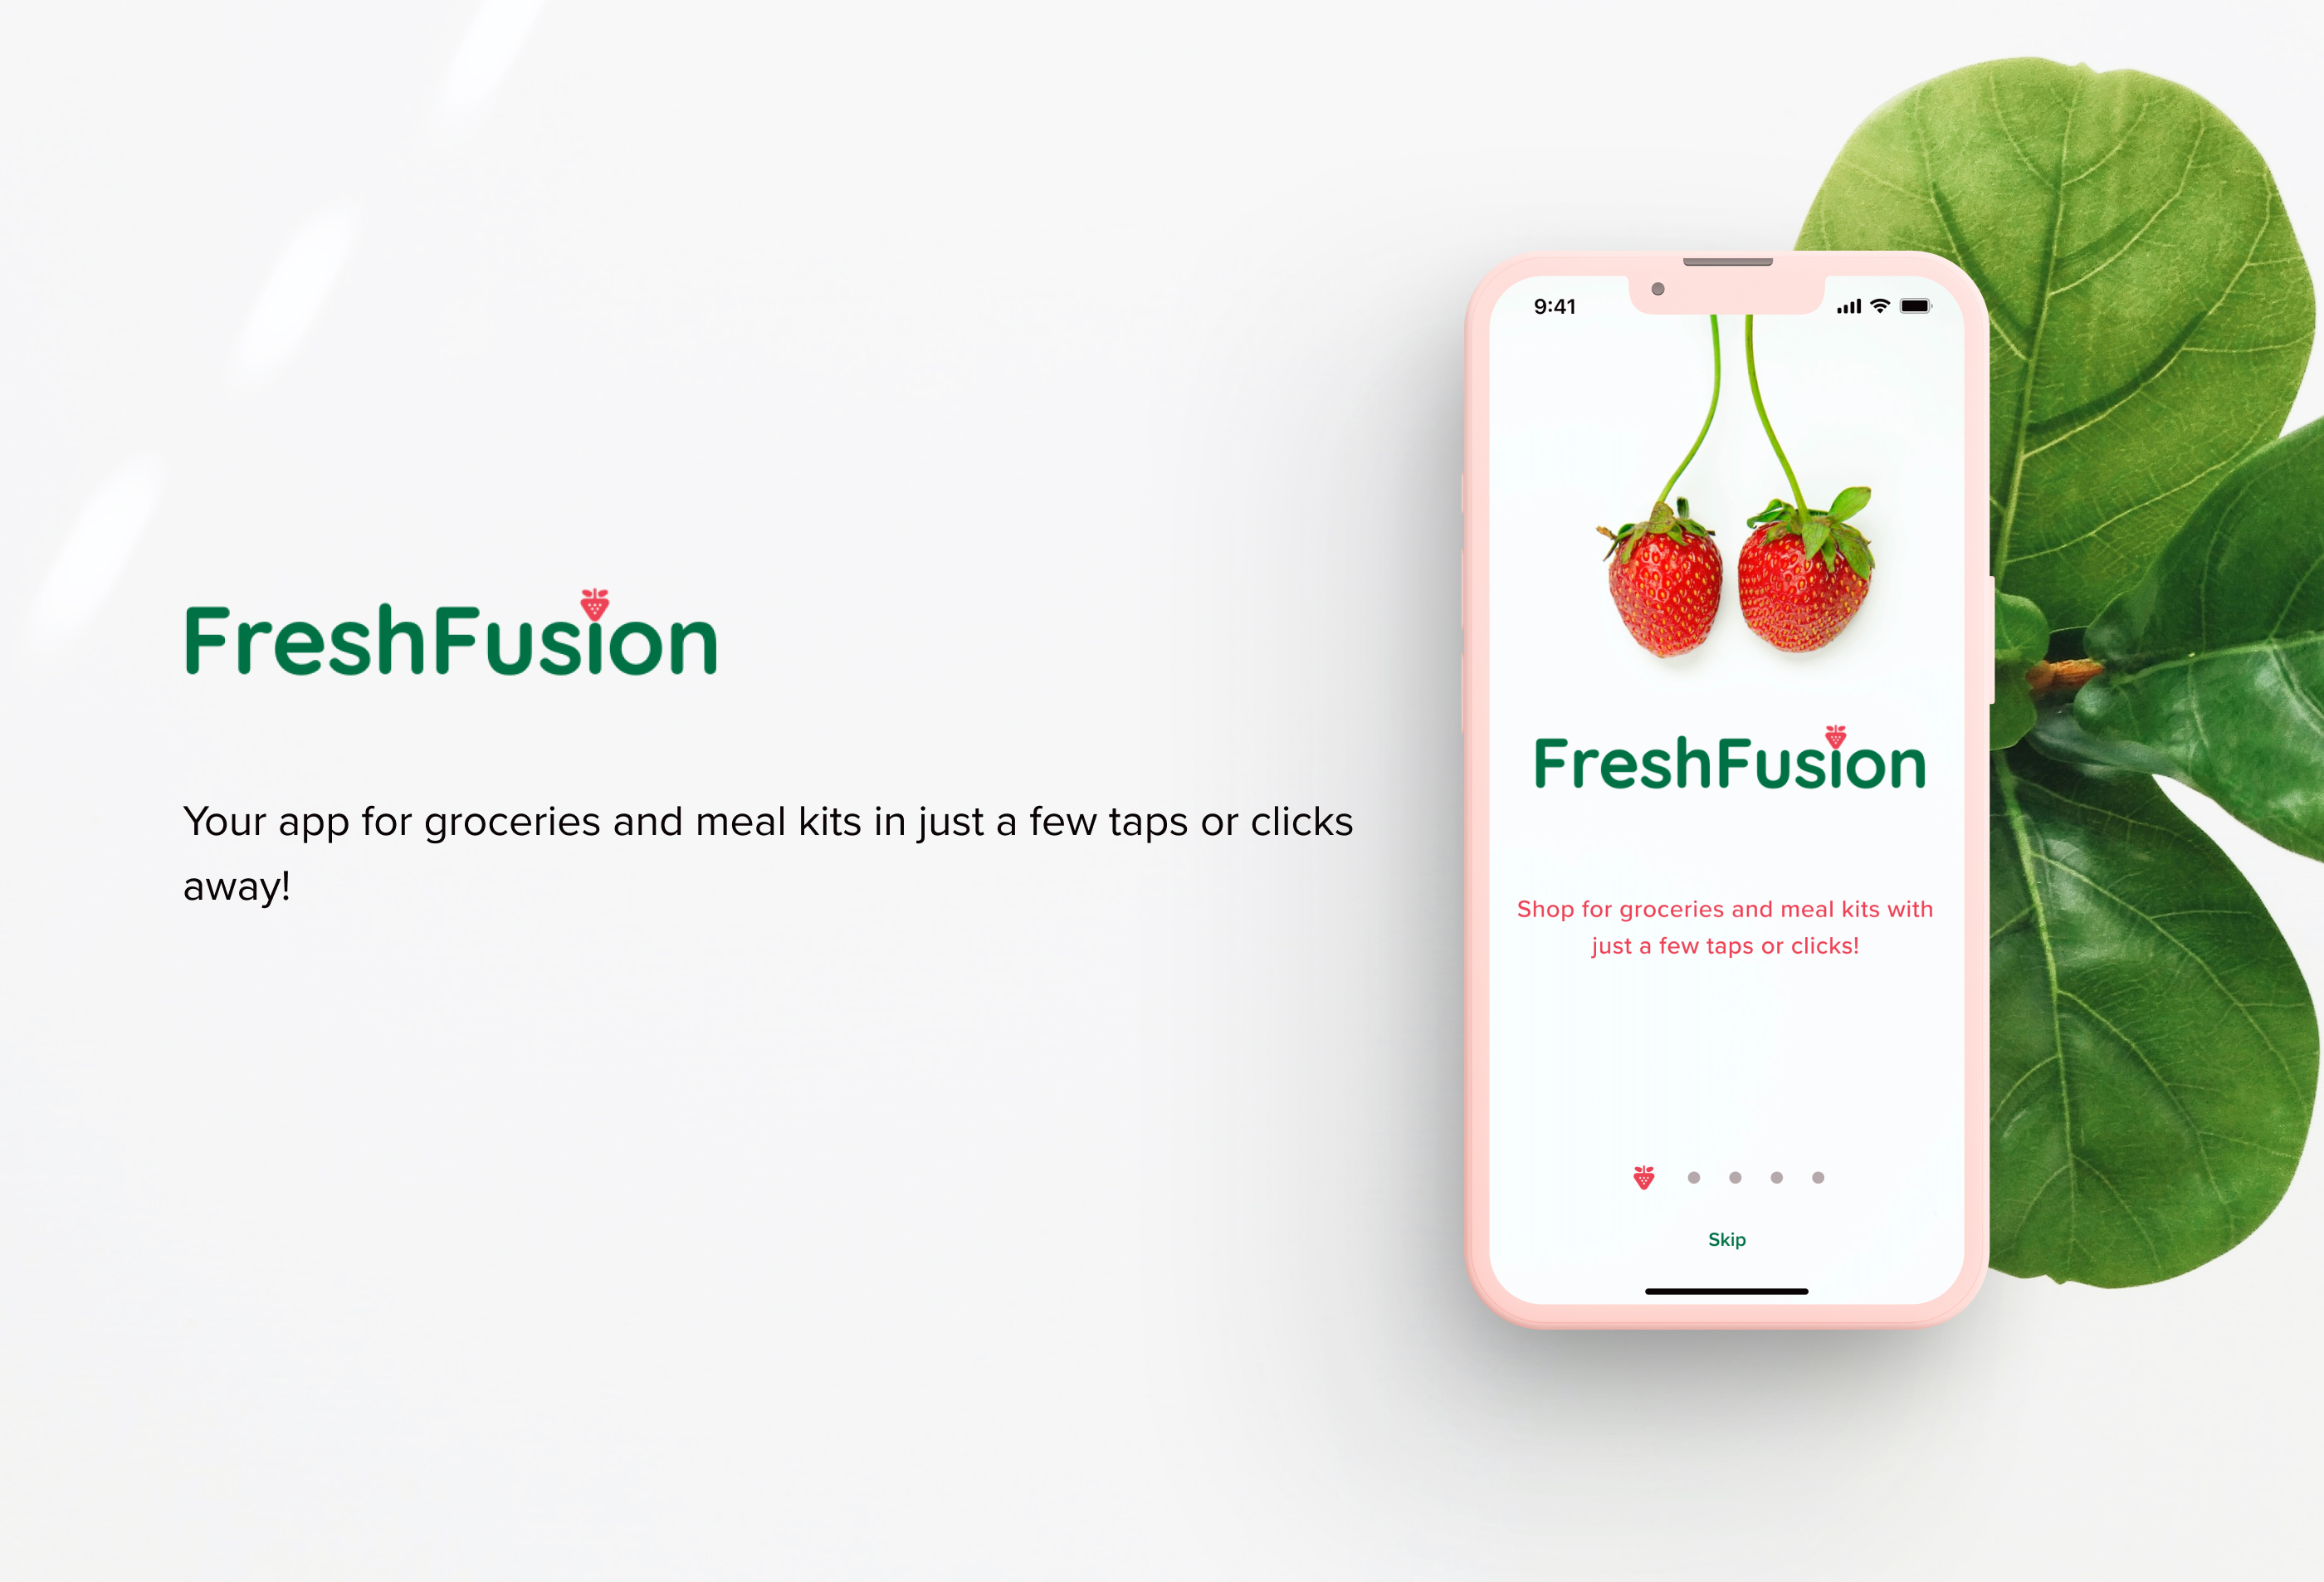 FreshFusion
Your app for groceries and meal kits in just a few taps or clicks
away!
9:41
FreshFusion
Shop for groceries and meal kits with
just a few taps or clicks!
Skip